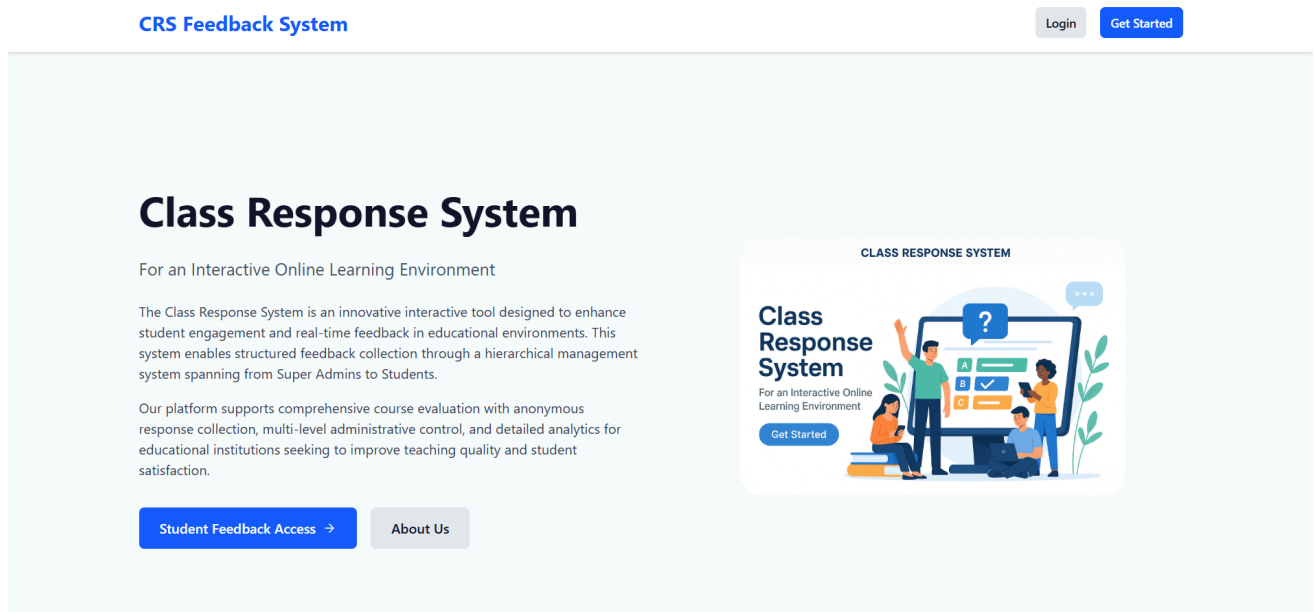 CRS Feedback System
Login
Get Started
Class Response System
For an Interactive Online Learning Environment
The Class Response System is an innovative interactive tool designed to enhance
student engagement and real-time feedback in educational environments. This
system enables structured feedback collection through a hierarchical management
system spanning from Super Admins to Students.
Our platform supports comprehensive course evaluation with anonymous
response collection, multi-level administrative control, and detailed analytics for
educational institutions seeking to improve teaching quality and student
satisfaction.
Student Feedback Access →
About Us
CLASS RESPONSE SYSTEM
Class
Response
System
For an Interactive Online
Learning Environment
Get Started
?
A
B
C